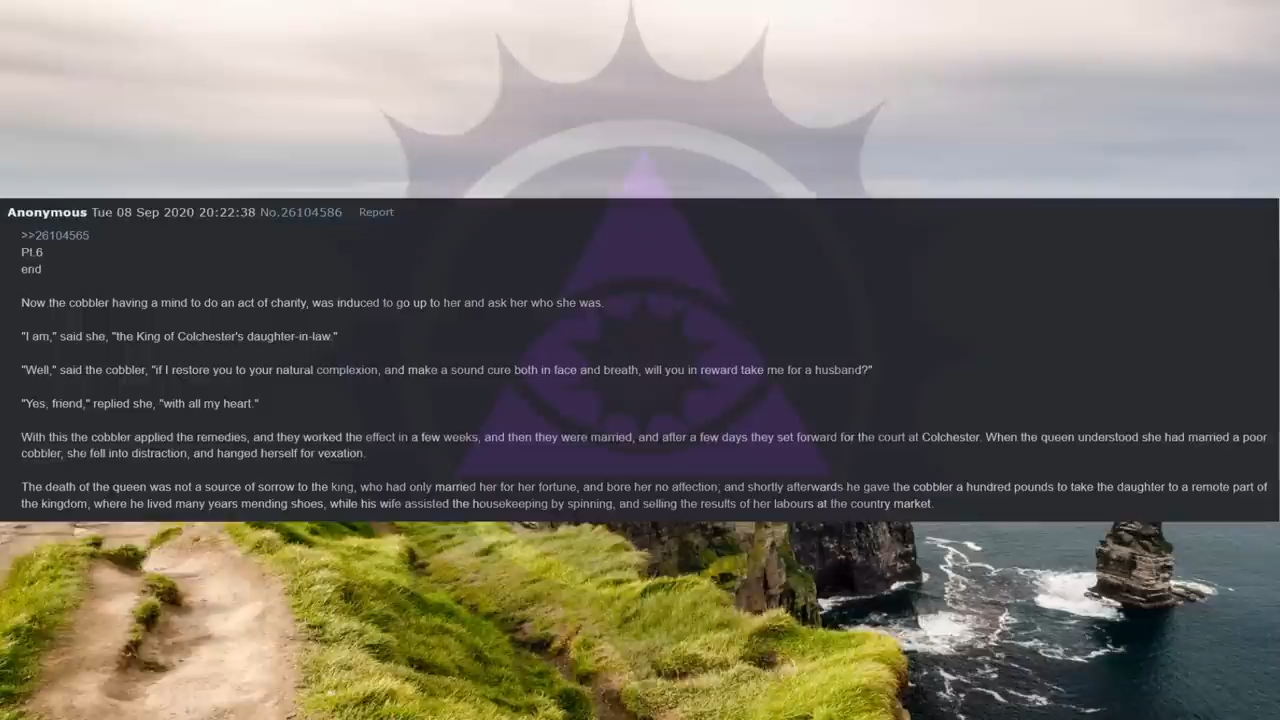 Anonymous Tue 08 Sep 2020 20:22:38 No.26104586 Report
>>26104565
Pt.6
end
Now the cobbler having a mind to do an act of charity, was induced to go up to her and ask her who she was.
"I am," said she, "the King of Colchester's daughter-in-law."
"Well," said the cobbler, "if I restore you to your natural complexion, and make a sound cure both in face and breath, will you in reward take me for a husband?"
"Yes, friend," replied she, "with all my heart."
With this the cobbler applied the remedies, and they worked the effect in a few weeks, and then they were married, and after a few days they set forward for the court at Colchester. When the queen understood she had married a poor
cobbler, she fell into distraction, and hanged herself for vexation.
The death of the queen was not a source of sorrow to the king, who had only married her for her fortune, and bore her no affection; and shortly afterwards he gave the cobbler a hundred pounds to take the daughter to a remote part of
the kingdom, where he lived many years mending shoes, while his wife assisted the housekeeping by spinning, and selling the results of her labours at the country market.